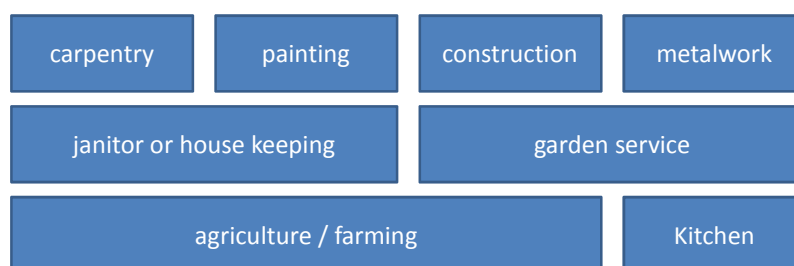 carpentry
painting
construction
metalwork
janitor or house keeping
garden service
agriculture / farming
Kitchen